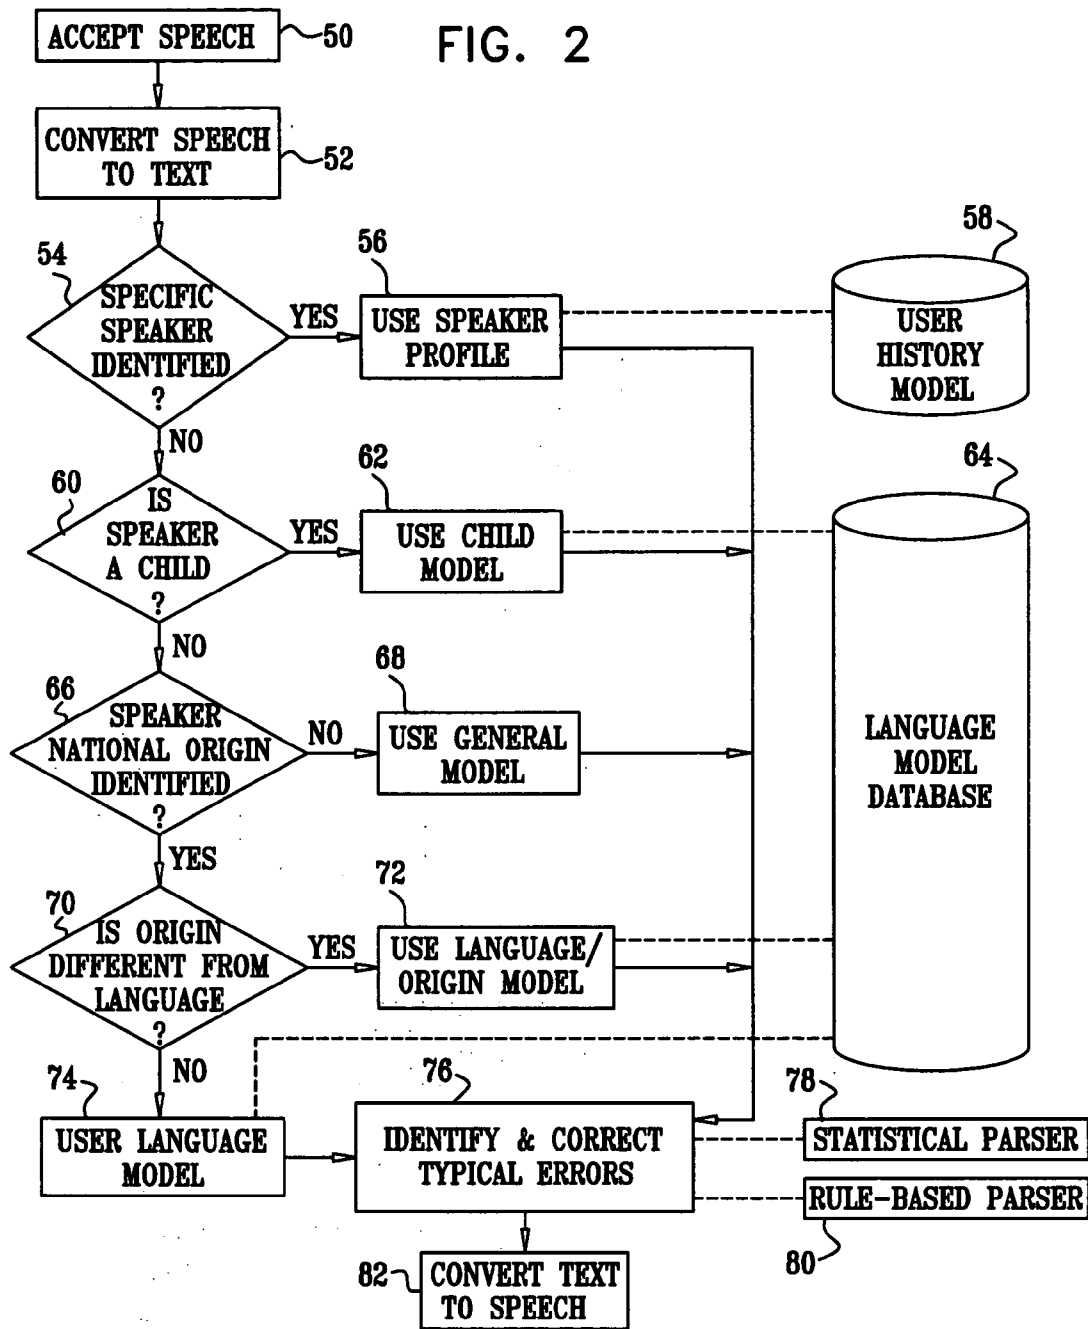 FIG. 2
ACCEPT SPEECH
50
CONVERT SPEECH
TO TEXT
52
54
SPECIFIC
SPEAKER
IDENTIFIED
?
YES
56
USE SPEAKER
PROFILE
58
USER
HISTORY
MODEL
NO
60
IS
SPEAKER
A CHILD
?
YES
62
USE CHILD
MODEL
64
LANGUAGE
MODEL
DATABASE
NO
66
SPEAKER
NATIONAL ORIGIN
IDENTIFIED
?
NO
68
USE GENERAL
MODEL
YES
70
IS ORIGIN
DIFFERENT FROM
LANGUAGE
?
YES
72
USE LANGUAGE/
ORIGIN MODEL
NO
74
USER LANGUAGE
MODEL
76
IDENTIFY & CORRECT
TYPICAL ERRORS
78
STATISTICAL PARSER
RULE-BASED PARSER
80
82
CONVERT TEXT
TO SPEECH